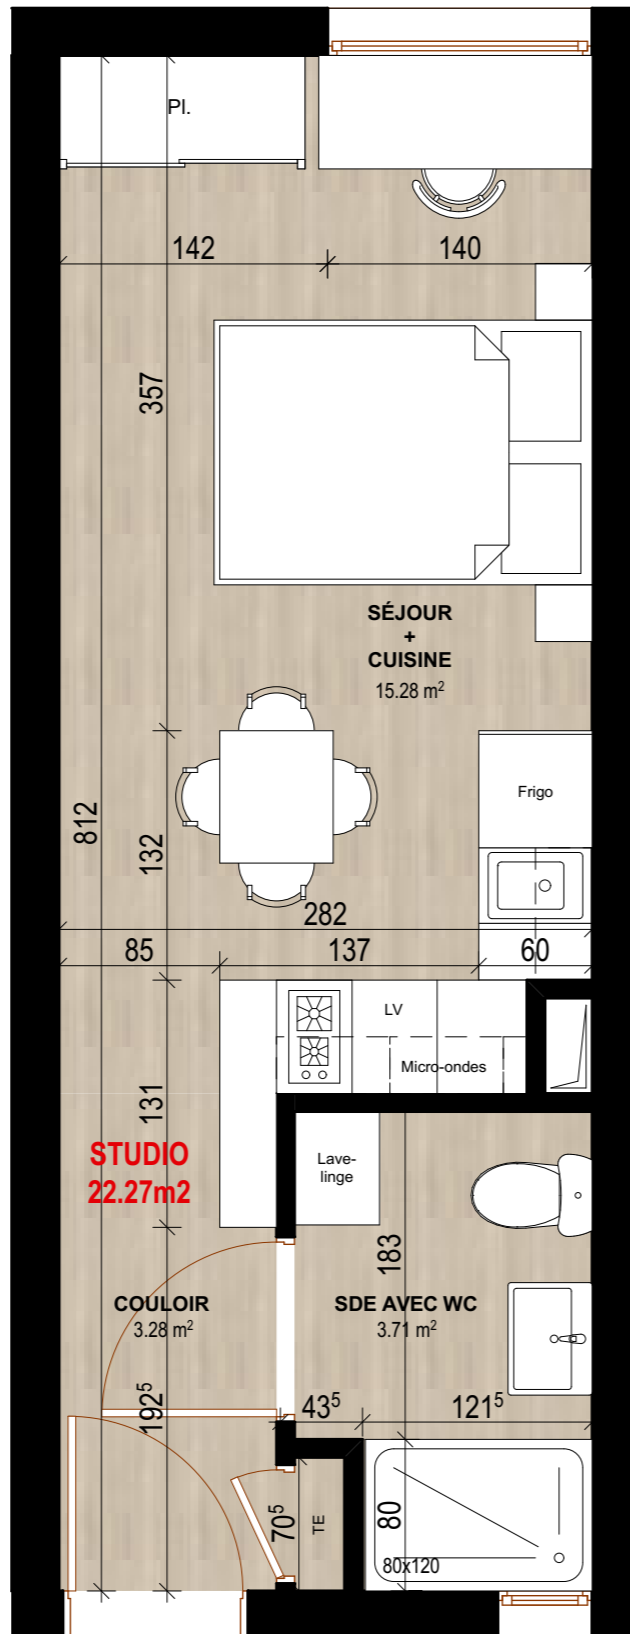 Pl.
142
140
357
SÉJOUR
+
CUISINE
15.28 m²
Frigo
812
132
282
85
137
60
LV
Micro-ondes
131
STUDIO
22.27m2
Lave-
linge
183
COULOIR
3.28 m²
SDE AVEC WC
3.71 m²
192⁵
43⁵
121⁵
70⁵
TE
80
80x120